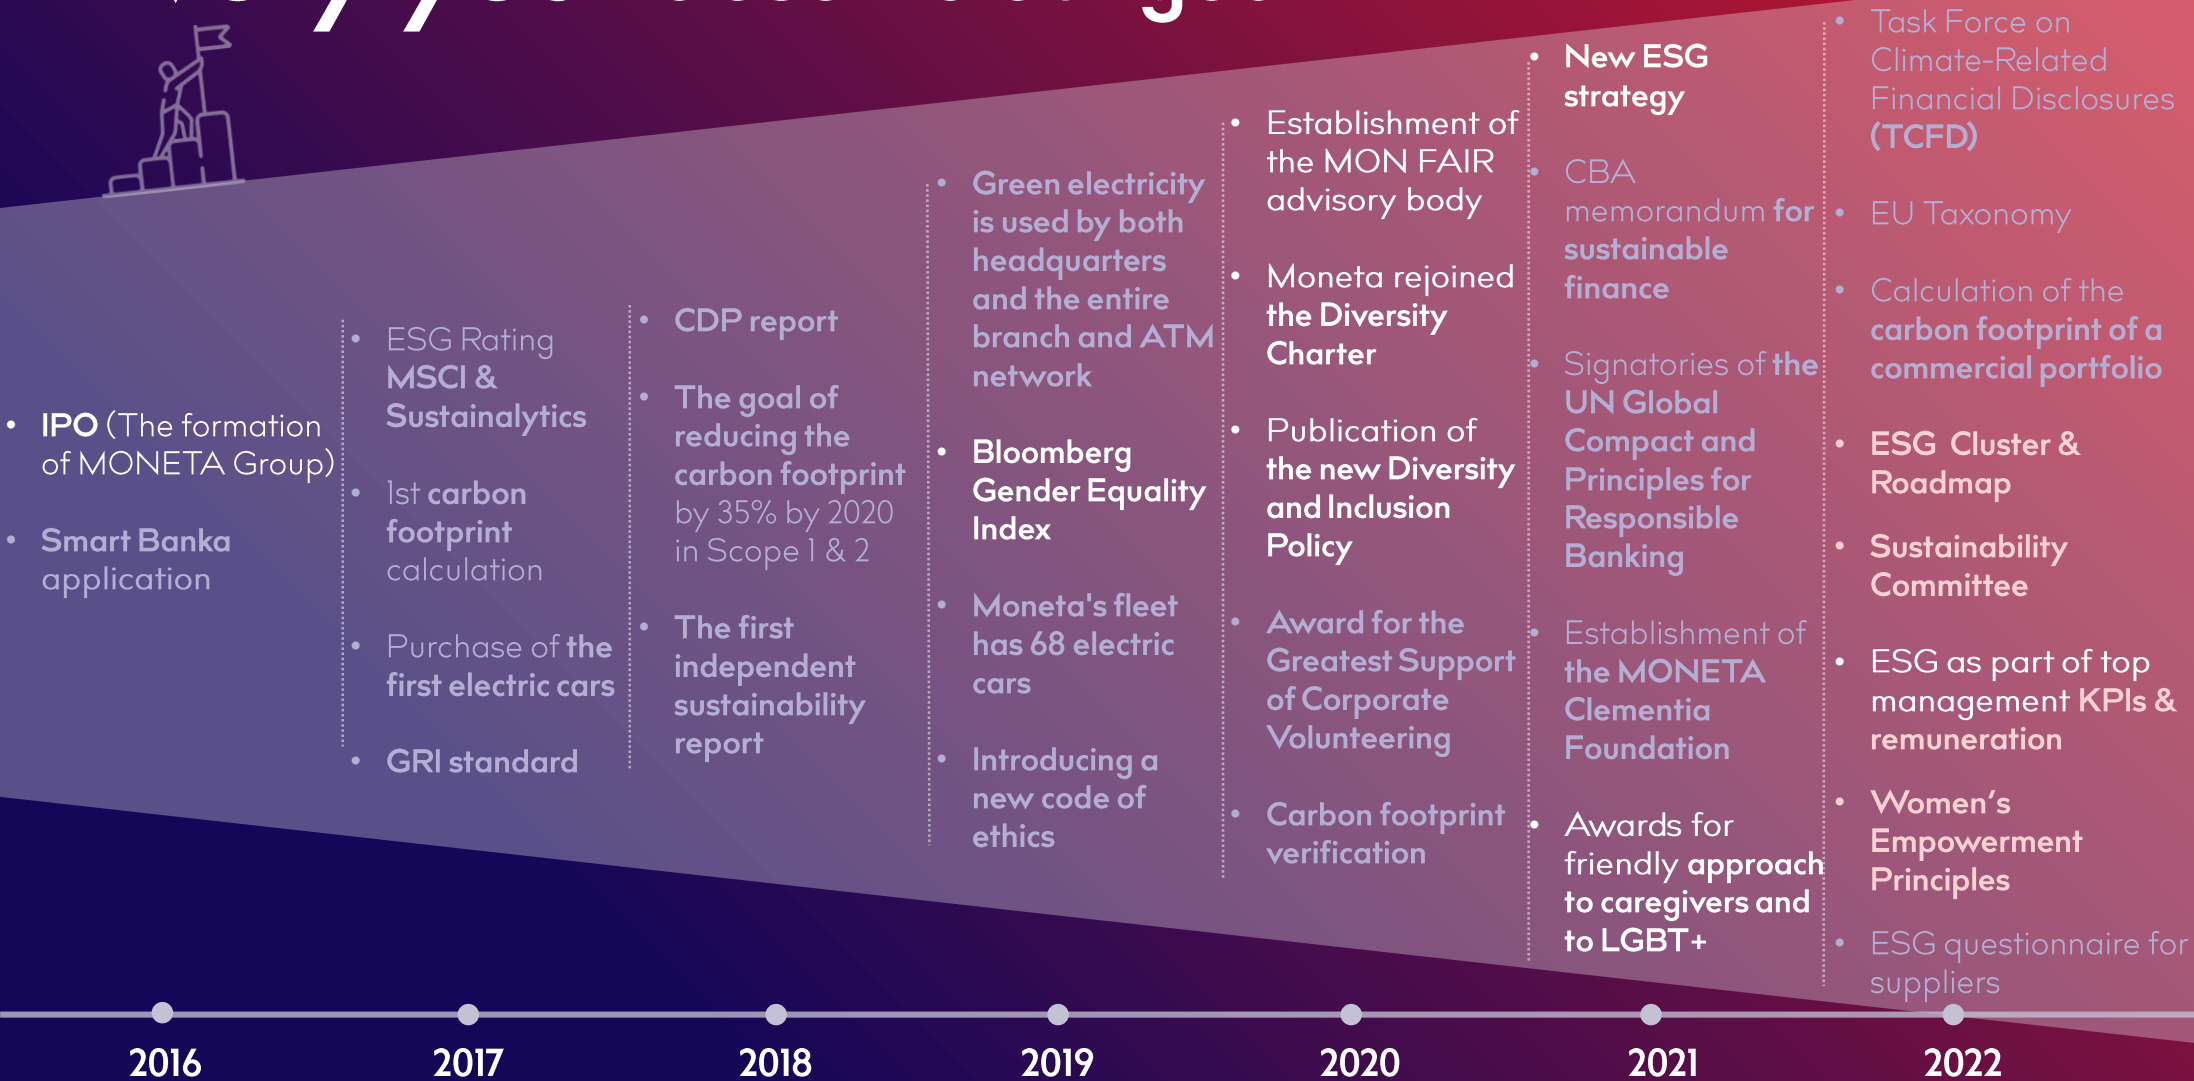 • IPO (The formation
of MONETA Group)
• Smart Banka
application
• ESG Rating
MSCI &
Sustainalytics
• 1st carbon
footprint
calculation
• Purchase of the
first electric cars
• GRI standard
• CDP report
• The goal of
reducing the
carbon footprint
by 35% by 2020
in Scope 1 & 2
• The first
independent
sustainability
report
• Green electricity
is used by both
headquarters
and the entire
branch and ATM
network
• Bloomberg
Gender Equality
Index
• Moneta's fleet
has 68 electric
cars
• Introducing a
new code of
ethics
• Establishment of
the MON FAIR
advisory body
• Moneta rejoined
the Diversity
Charter
• Publication of
the new Diversity
and Inclusion
Policy
• Award for the
Greatest Support
of Corporate
Volunteering
• Carbon footprint
verification
• New ESG
strategy
• CBA
memorandum for
sustainable
finance
• Signatories of the
UN Global
Compact and
Principles for
Responsible
Banking
• Establishment of
the MONETA
Clementia
Foundation
• Awards for
friendly approach
to caregivers and
to LGBT+
• Task Force on
Climate-Related
Financial Disclosures
(TCFD)
• EU Taxonomy
• Calculation of the
carbon footprint of a
commercial portfolio
• ESG Cluster &
Roadmap
• Sustainability
Committee
• ESG as part of top
management KPIs &
remuneration
• Women’s
Empowerment
Principles
• ESG questionnaire for
suppliers
2016
2017
2018
2019
2020
2021
2022